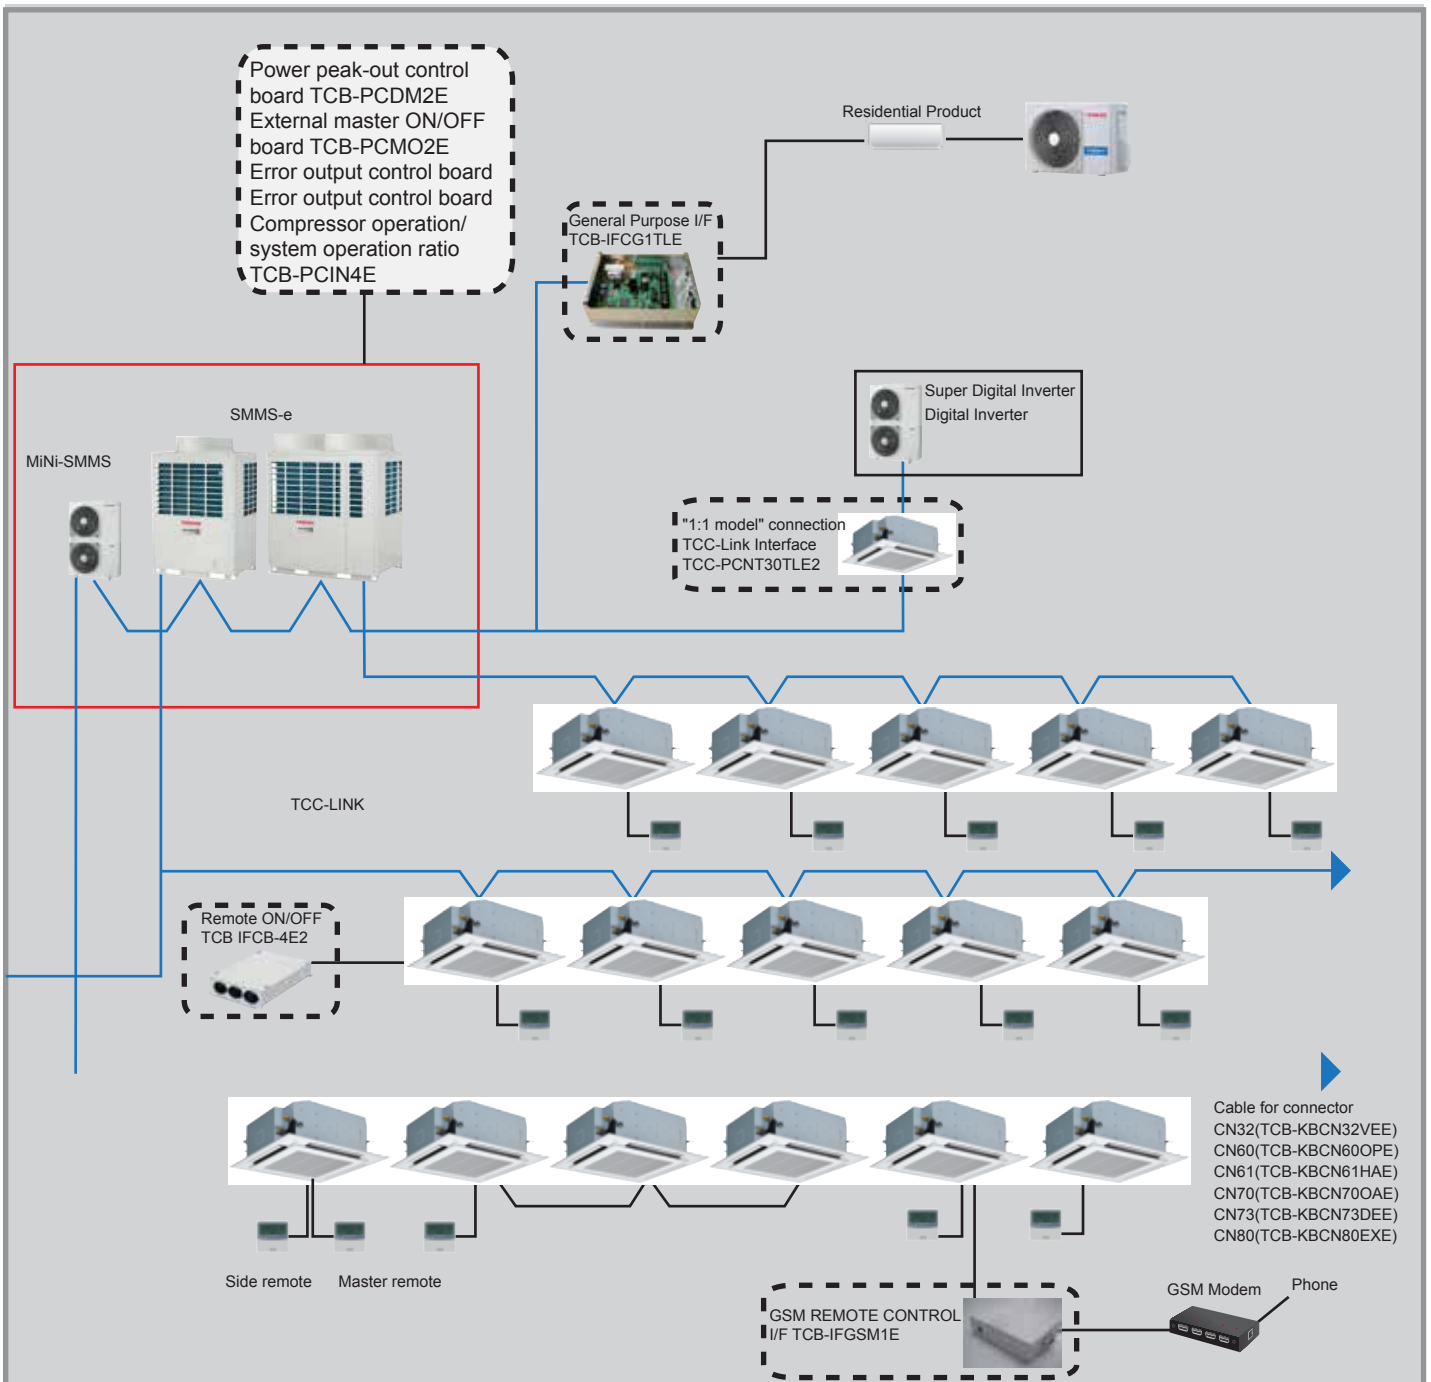 Power peak-out control
board TCB-PCDM2E
External master ON/OFF
board TCB-PCMO2E
Error output control board
Error output control board
Compressor operation/
system operation ratio
TCB-PCIN4E
Residential Product
General Purpose I/F
TCB-IFCG1TLE
SMMS-e
MiNi-SMMS
Super Digital Inverter
Digital Inverter
"1:1 model" connection
TCC-Link Interface
TCC-PCNT30TLE2
TCC-LINK
Remote ON/OFF
TCB IFCB-4E2
Cable for connector
CN32(TCB-KBCN32VEE)
CN60(TCB-KBCN60OPE)
CN61(TCB-KBCN61HAE)
CN70(TCB-KBCN70OAE)
CN73(TCB-KBCN73DEE)
CN80(TCB-KBCN80EXE)
Side remote
Master remote
GSM REMOTE CONTROL
I/F TCB-IFGSM1E
GSM Modem
Phone